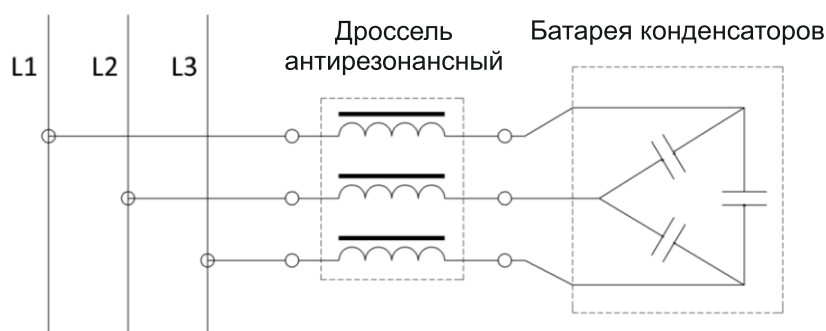 Дроссель
антирезонансный
Батарея конденсаторов
L1
L2
L3